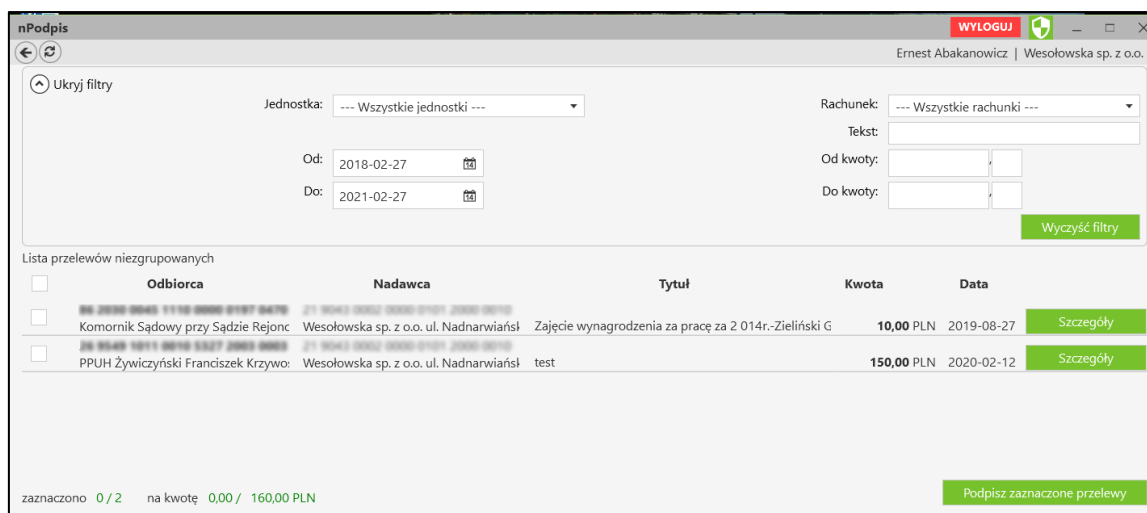 nPodpis WYLOGUJ
Ernest Abakanowicz | Wesołowska sp. z o.o.
Ukryj filtry
Jednostka: --- Wszystkie jednostki --- Rachunek: --- Wszystkie rachunki ---
Tekst:
Od: 2018-02-27 14 Od kwoty: ,
Do: 2021-02-27 14 Do kwoty: ,
Wyczyść filtry
Lista przelewów niezgrupowanych
Odbiorca Nadawca Tytuł Kwota Data
Komornik Sądowy przy Sądzie Rejonc Wesołowska sp. z o.o. ul. Nadnarwiańsk Zajęcie wynagrodzenia za pracę za 2 014r.-Zieliński G 10,00 PLN 2019-08-27 Szczegóły
PPUH Żywiczyński Franciszek Krzywo: Wesołowska sp. z o.o. ul. Nadnarwiańsk test 150,00 PLN 2020-02-12 Szczegóły
zaznaczono 0 / 2 na kwotę 0,00 / 160,00 PLN Podpisz zaznaczone przelewy